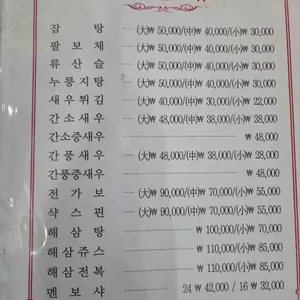 잡 탕 (大)₩ 50,000/(中)₩ 40,000/(小)₩ 30,000
팔 보 채 (大)₩ 50,000/(中)₩ 40,000/(小)₩ 30,000
류 산 슬 (大)₩ 50,000/(中)₩ 40,000/(小)₩ 30,000
누 룽 지 탕 (大)₩ 50,000/(中)₩ 40,000/(小)₩ 30,000
새 우 튀 김 (大)₩ 40,000/(中)₩ 30,000/(小)₩ 22,000
간 소 새 우 (大)₩ 48,000/(中)₩ 38,000/(小)₩ 28,000
간소중새우 ₩ 48,000
간 풍 새 우 (大)₩ 48,000/(中)₩ 38,000/(小)₩ 28,000
간풍중새우 ₩ 48,000
전 가 보 (大)₩ 90,000/(中)₩ 70,000/(小)₩ 55,000
샥 스 핀 (大)₩ 90,000/(中)₩ 70,000/(小)₩ 55,000
해 삼 탕 ₩ 100,000/(小)₩ 70,000
해 삼 쥬 스 ₩ 110,000/(小)₩ 85,000
해 삼 전 복 ₩ 110,000/(小)₩ 85,000
멘 보 샤 24 ₩ 42,000 / 16 ₩ 32,000